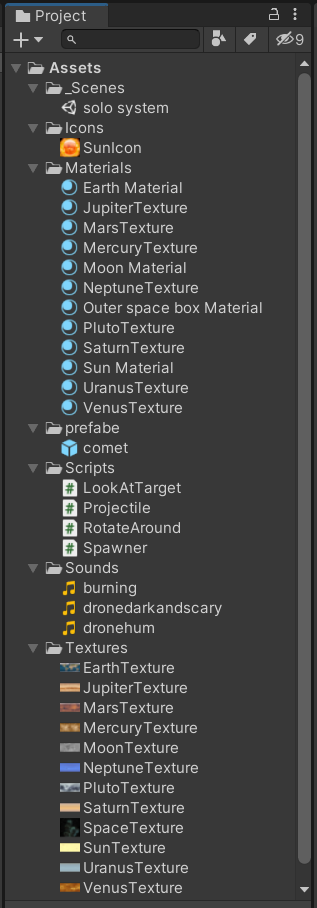 Project
9
Assets
_Scenes
solo system
Icons
SunIcon
Materials
Earth Material
JupiterTexture
MarsTexture
MercuryTexture
Moon Material
NeptuneTexture
Outer space box Material
PlutoTexture
SaturnTexture
Sun Material
UranusTexture
VenusTexture
prefabe
comet
Scripts
# LookAtTarget
# Projectile
# RotateAround
# Spawner
Sounds
burning
dronedarkandscary
dronehum
Textures
EarthTexture
JupiterTexture
MarsTexture
MercuryTexture
MoonTexture
NeptuneTexture
PlutoTexture
SaturnTexture
SpaceTexture
SunTexture
UranusTexture
VenusTexture